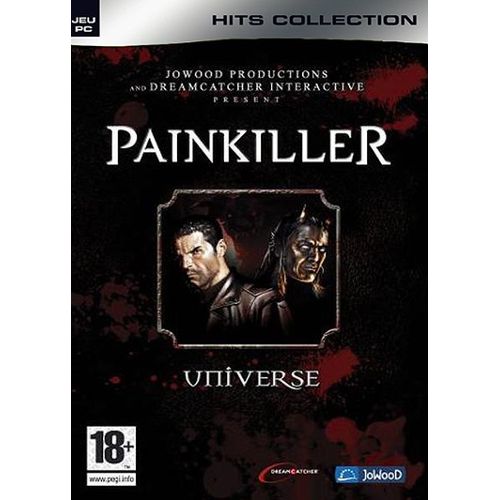 JEU
PC
HITS COLLECTION
JOWOOD PRODUCTIONS
AND DREAMCATCHER INTERACTIVE
PRESENT
PAINKILLER
UNIVERSE
18+
www.pegi.info
DREAMCATCHER
JoWooD